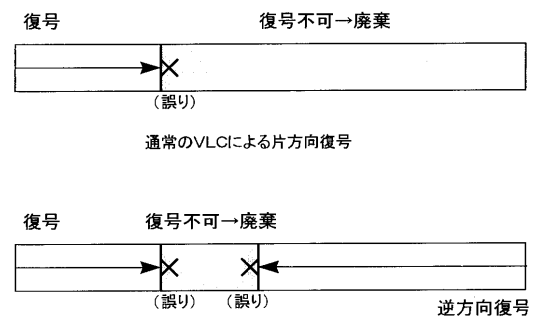 復号 復号不可→廃棄
(誤り)
通常のVLCによる片方向復号
復号 復号不可→廃棄
(誤り) (誤り)
逆方向復号